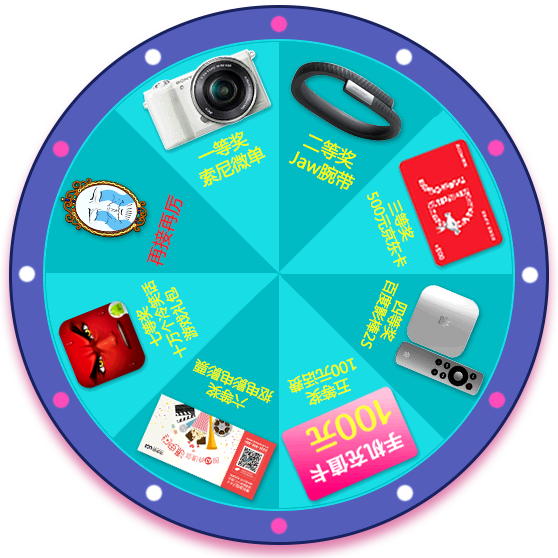 一等奖
索尼微单
二等奖
Jaw腕带
三等奖
500元京东卡
四等奖
百度影棒2S
五等奖
100元话费
100元
手机充值卡
六等奖
抠电影电影票
七等奖
十万个冷笑话
游戏礼包
再接再厉
SONY